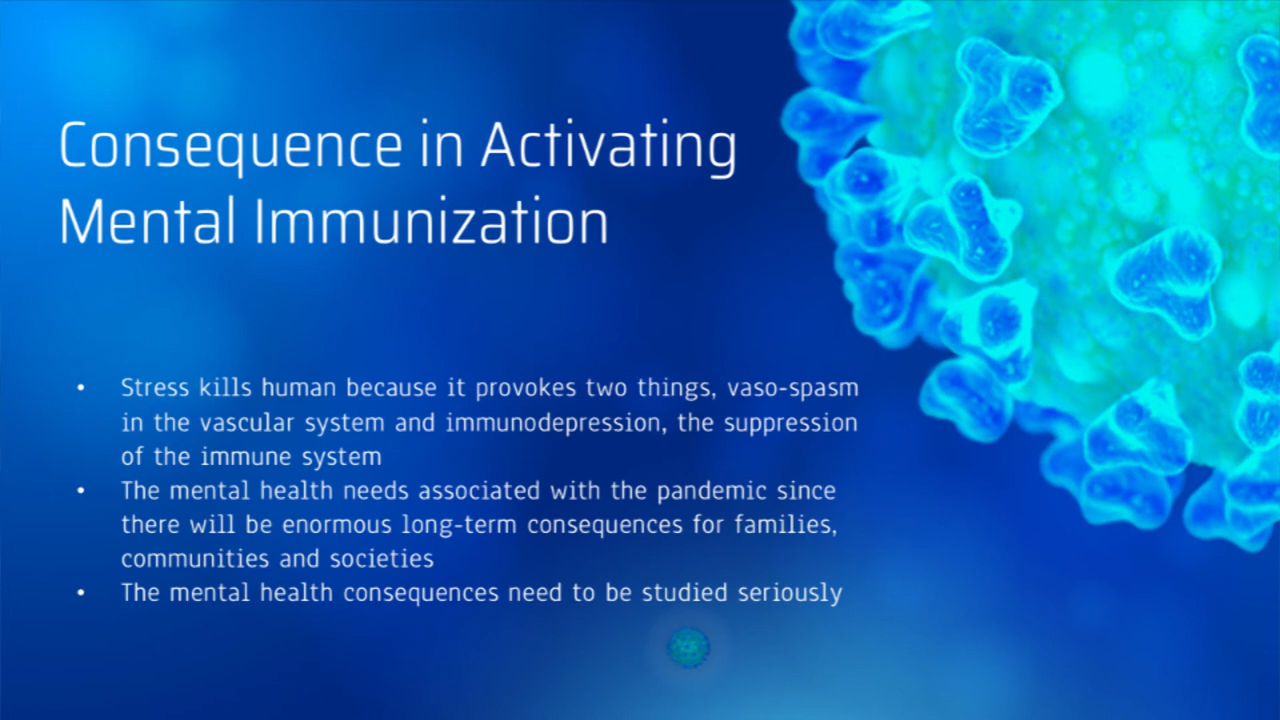 Consequence in Activating
Mental Immunization
• Stress kills human because it provokes two things, vaso-spasm
in the vascular system and immunodepression, the suppression
of the immune system
• The mental health needs associated with the pandemic since
there will be enormous long-term consequences for families,
communities and societies
• The mental health consequences need to be studied seriously